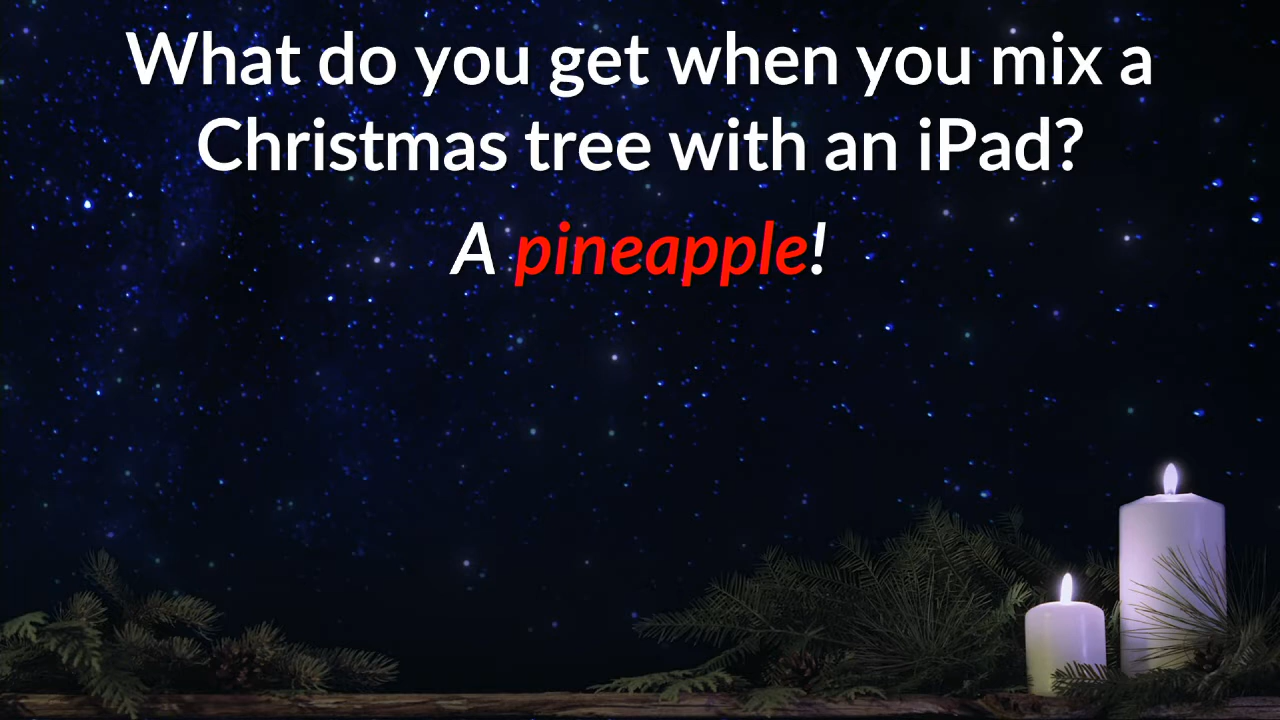 What do you get when you mix a
Christmas tree with an iPad?
A pineapple!